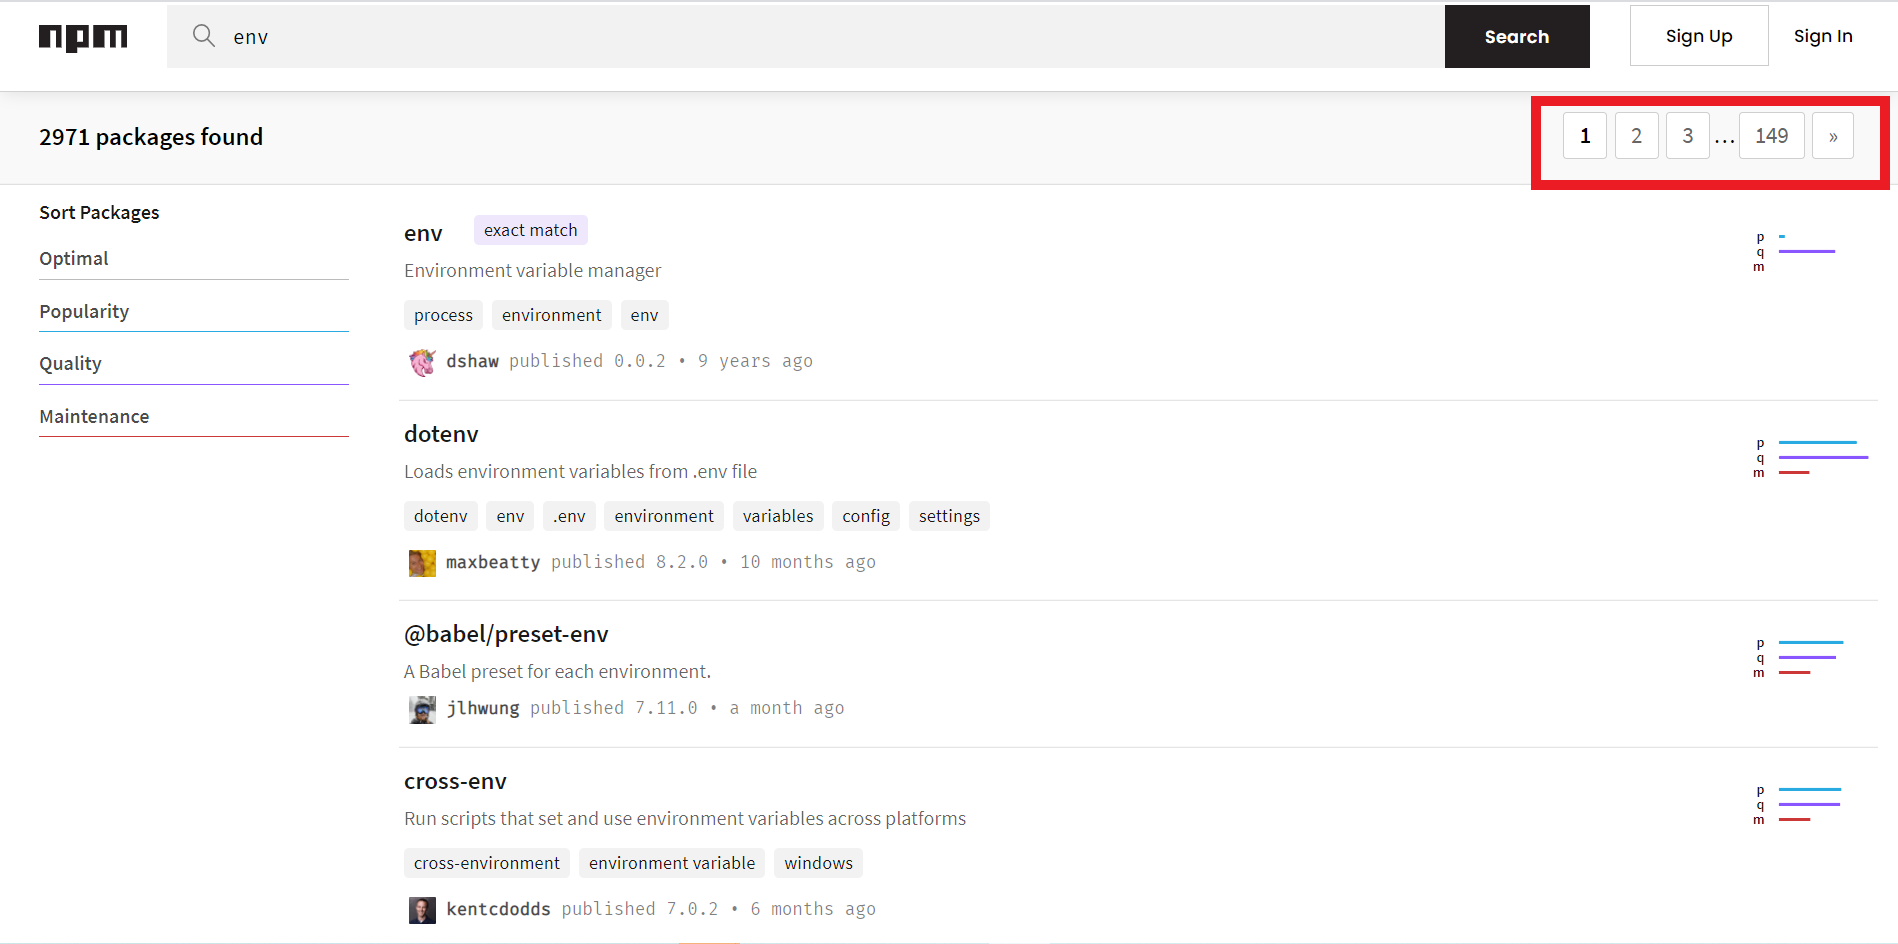 npm
env
Search
Sign Up
Sign In
2971 packages found
1 2 3 ... 149 »
Sort Packages
Optimal
Popularity
Quality
Maintenance
env exact match
Environment variable manager
process environment env
dshaw published 0.0.2 • 9 years ago
p
q
m
dotenv
Loads environment variables from .env file
dotenv env .env environment variables config settings
maxbeatty published 8.2.0 • 10 months ago
p
q
m
@babel/preset-env
A Babel preset for each environment.
jlhwung published 7.11.0 • a month ago
p
q
m
cross-env
Run scripts that set and use environment variables across platforms
cross-environment environment variable windows
kentcdodds published 7.0.2 • 6 months ago
p
q
m